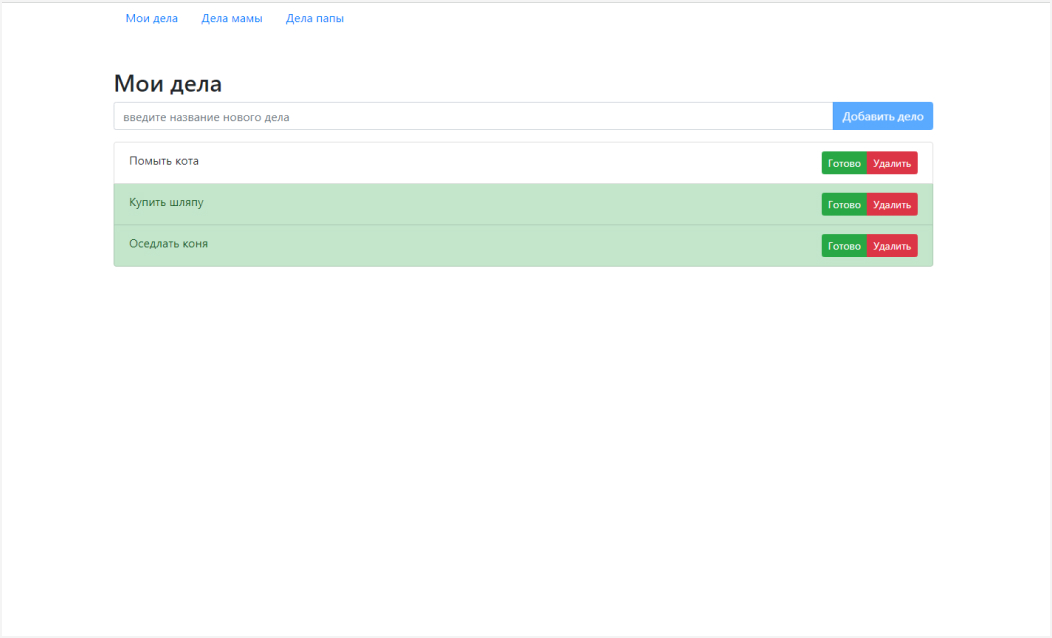 Мои дела Дела мамы Дела папы
Мои дела
введите название нового дела Добавить дело
Помыть кота Готово Удалить
Купить шляпу Готово Удалить
Оседлать коня Готово Удалить